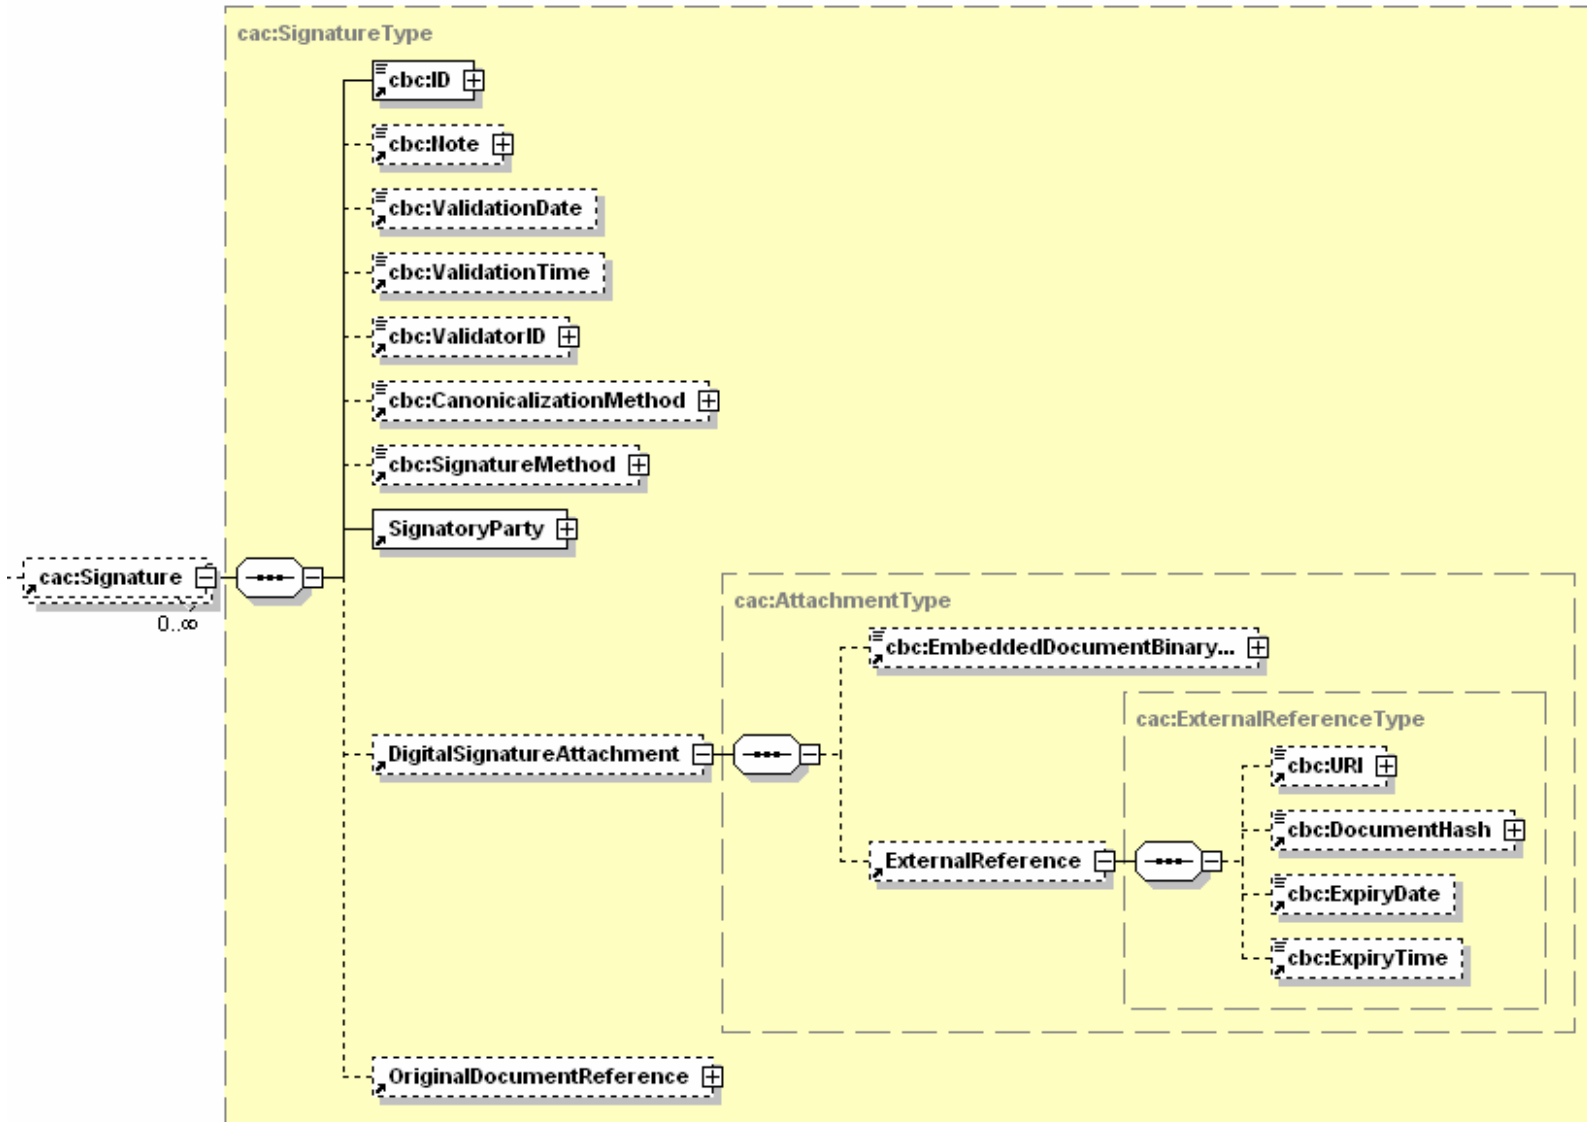 cac:SignatureType
cbc:ID
cbc:Note
cbc:ValidationDate
cbc:ValidationTime
cbc:ValidatorID
cbc:CanonicalizationMethod
cbc:SignatureMethod
SignatoryParty
cac:Signature
0..∞
cac:AttachmentType
cbc:EmbeddedDocumentBinary...
cac:ExternalReferenceType
DigitalSignatureAttachment
cbc:URI
cbc:DocumentHash
ExternalReference
cbc:ExpiryDate
cbc:ExpiryTime
OriginalDocumentReference